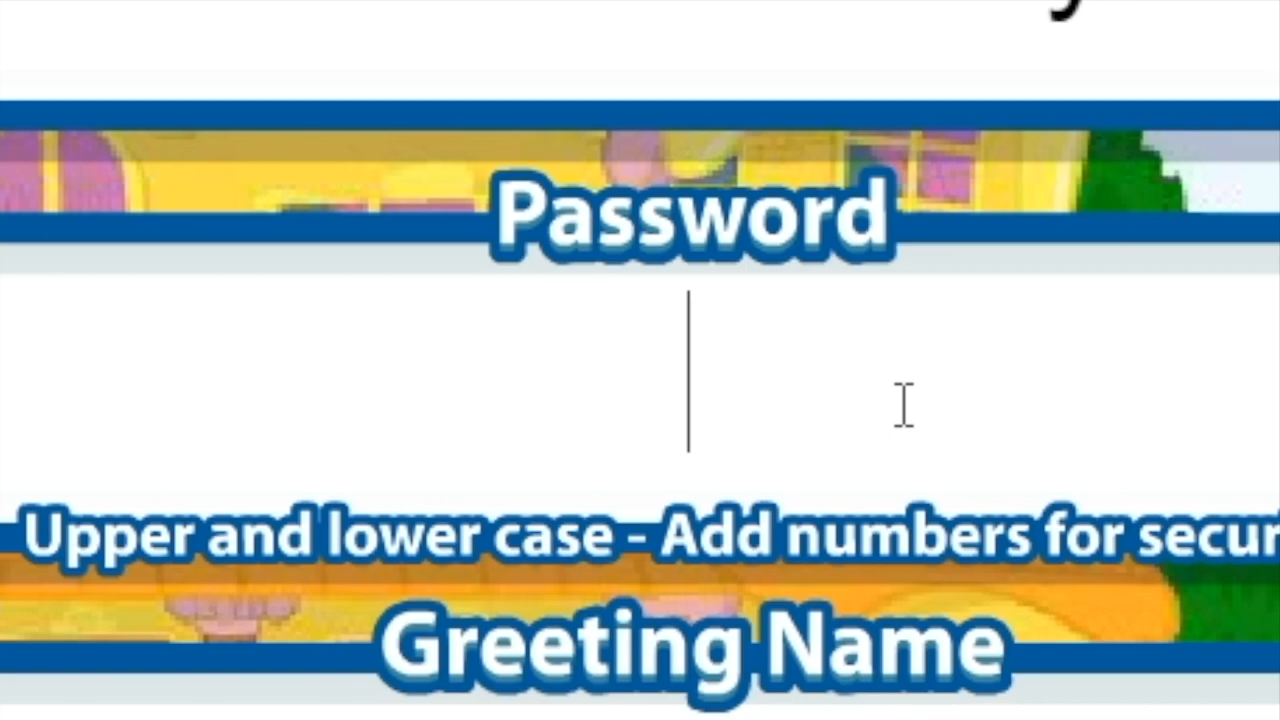 Password
Upper and lower case - Add numbers for secur
Greeting Name